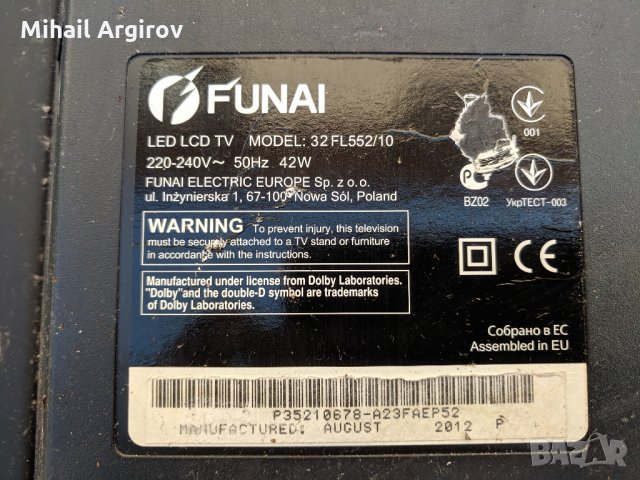 Mihail Argirov
FUNAI
LED LCD TV MODEL: 32FL552/10
220-240V~ 50Hz 42W
FUNAI ELECTRIC EUROPE Sp. z o.o.
ul. Inżynierska 1, 67-100 Nowa Sól, Poland
001
P
BZ02
УкрТЕСТ-003
WARNING To prevent injury, this television
must be securely attached to a TV stand or furniture
in accordance with the instructions.
Manufactured under license from Dolby Laboratories.
"Dolby"and the double-D symbol are trademarks
of Dolby Laboratories.
CE
Собрано в ЕС
Assembled in EU
P35210678-A23FAEP52
MANUFACTURED: AUGUST 2012 P
BAZAR